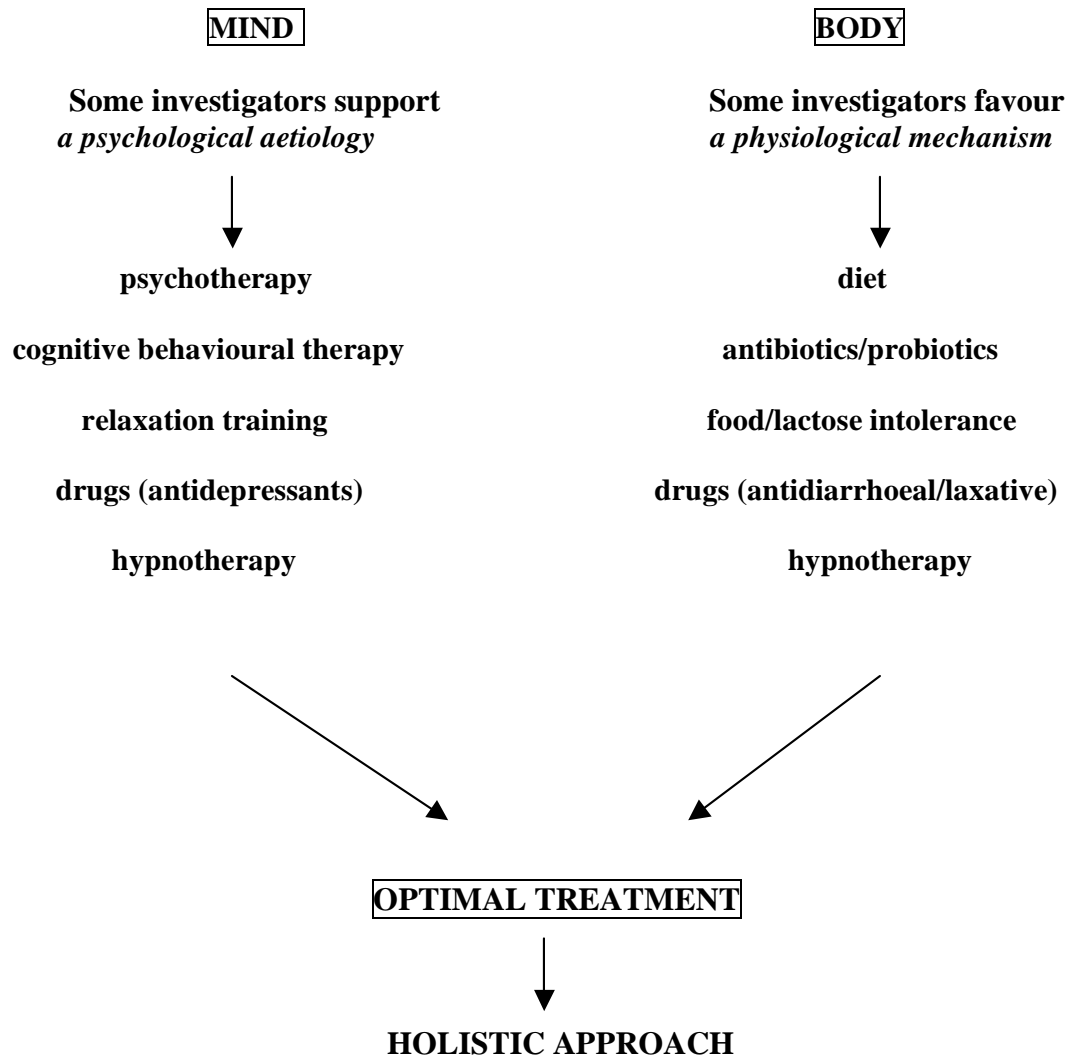 MIND
Some investigators support
a psychological aetiology
psychotherapy
cognitive behavioural therapy
relaxation training
drugs (antidepressants)
hypnotherapy
BODY
Some investigators favour
a physiological mechanism
diet
antibiotics/probiotics
food/lactose intolerance
drugs (antidiarrhoeal/laxative)
hypnotherapy
OPTIMAL TREATMENT
HOLISTIC APPROACH